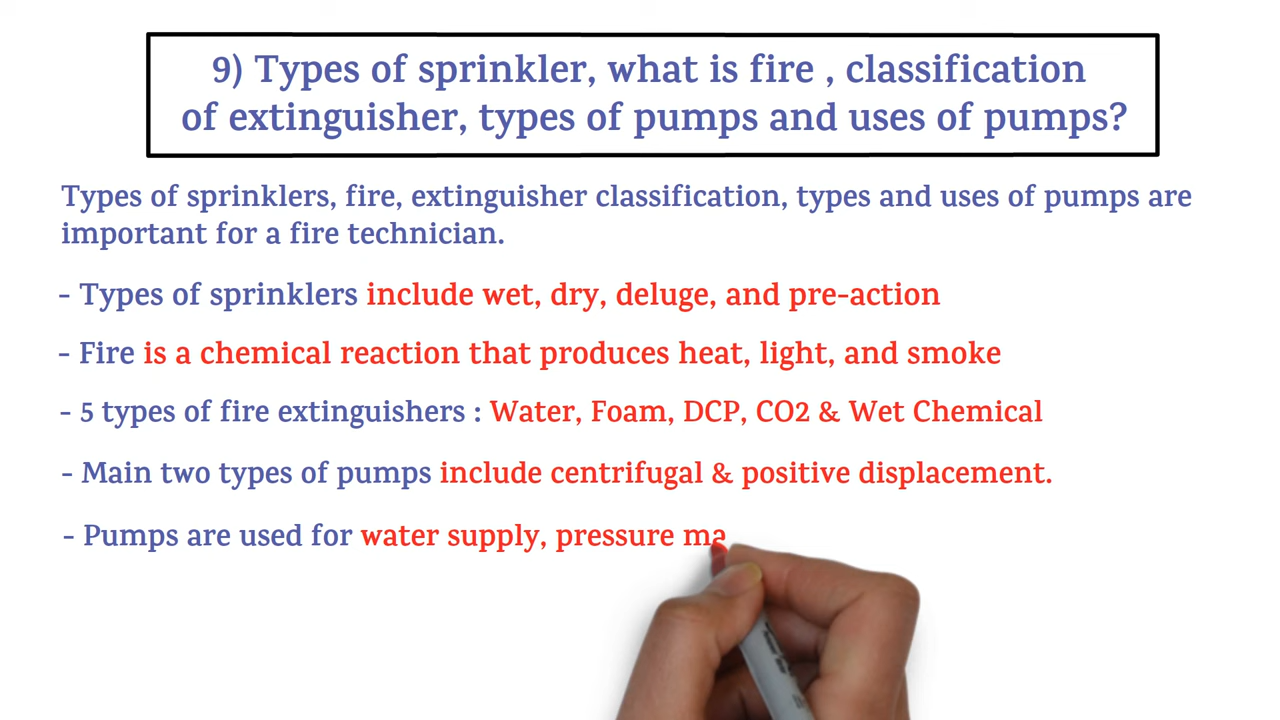 9) Types of sprinkler, what is fire , classification
of extinguisher, types of pumps and uses of pumps?
Types of sprinklers, fire, extinguisher classification, types and uses of pumps are
important for a fire technician.
- Types of sprinklers include wet, dry, deluge, and pre-action
- Fire is a chemical reaction that produces heat, light, and smoke
- 5 types of fire extinguishers : Water, Foam, DCP, CO2 & Wet Chemical
- Main two types of pumps include centrifugal & positive displacement.
- Pumps are used for water supply, pressure ma